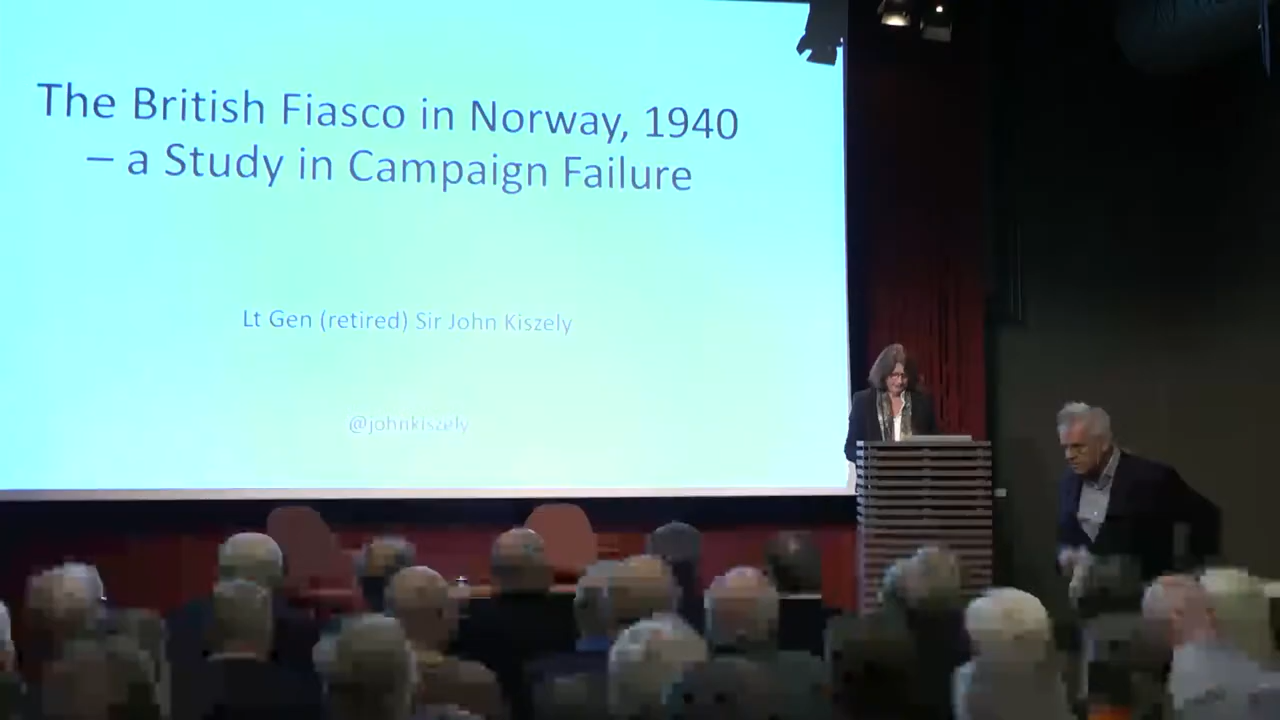 The British Fiasco in Norway, 1940
– a Study in Campaign Failure
Lt Gen (retired) Sir John Kiszely
@johnkiszely